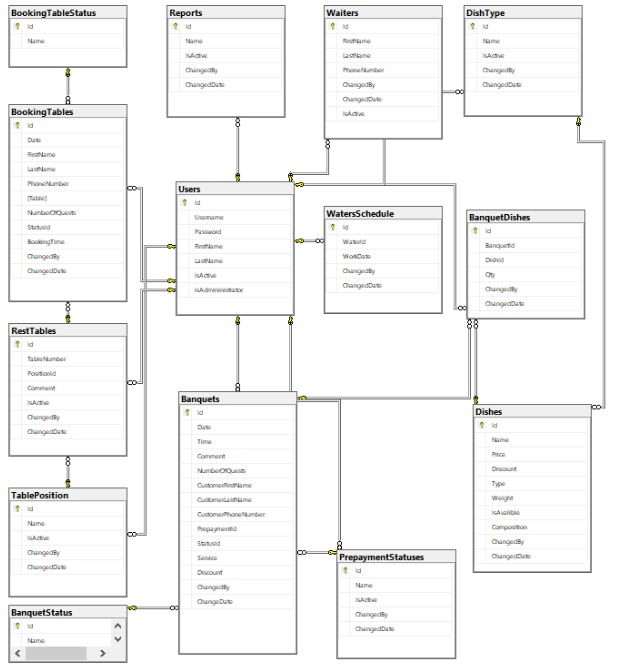 BookingTableStatus
Id
Name
Reports
Id
Name
IsActive
ChangedBy
ChangedDate
Waiters
Id
FirstName
LastName
PhoneNumber
ChangedBy
ChangedDate
IsActive
DishType
Id
Name
IsActive
ChangedBy
ChangedDate
BookingTables
Id
Date
FirstName
LastName
PhoneNumber
[Table]
NumberOfQuests
StatusId
BookingTime
ChangedBy
ChangedDate
Users
Id
Username
Password
FirstName
LastName
IsActive
IsAdmininistrator
WatersSchedule
Id
WaterId
WorkDate
ChangedBy
ChangedDate
BanquetDishes
Id
BanquetId
DishId
Qty
ChangedBy
ChangedDate
RestTables
Id
TableNumber
PositionId
Comment
IsActive
ChangedBy
ChangedDate
Banquets
Id
Date
Time
Comment
NumberOfQuests
CustomerFirstName
CustomerLastName
CustomerPhoneNumber
PrepaymentId
StatusId
Service
Discount
ChangedBy
ChangeDate
Dishes
Id
Name
Price
Discount
Type
Weight
IsAvalible
Composition
ChangedBy
ChangedDate
TablePosition
Id
Name
IsActive
ChangedBy
ChangedDate
PrepaymentStatuses
Id
Name
IsActive
ChangedBy
ChangedDate
BanquetStatus
Id
Name